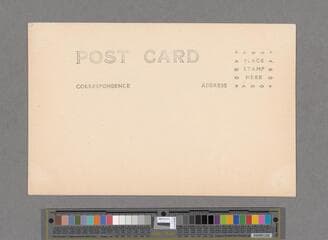 POST CARD
CORRESPONDENCE
ADDRESS
PLACE
STAMP
HERE